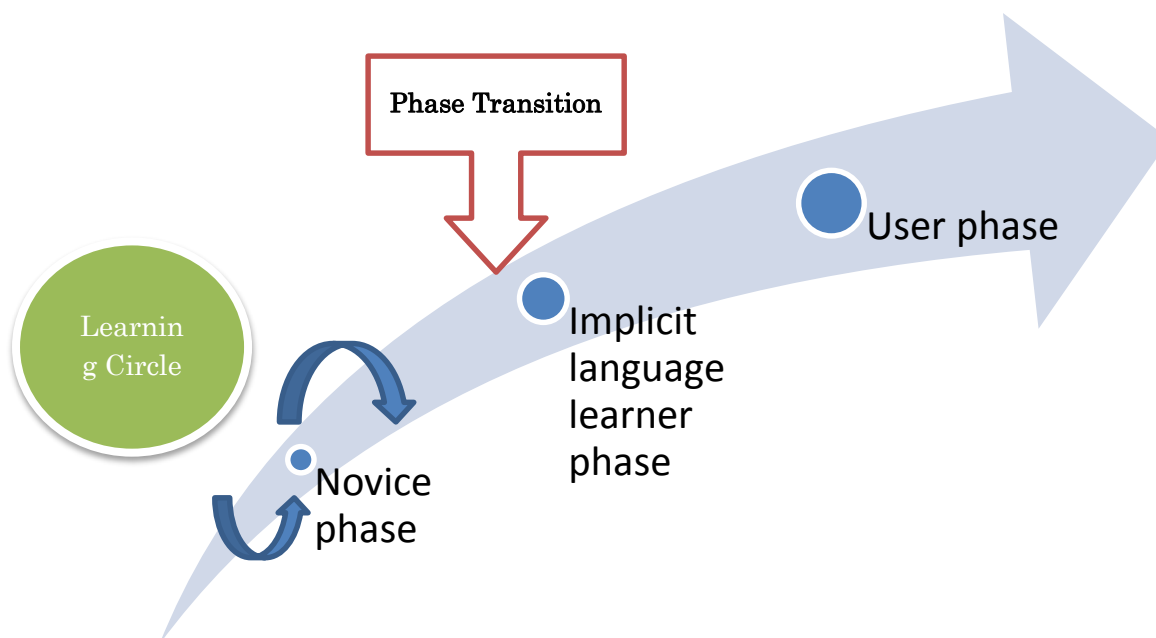 Phase Transition
User phase
Implicit
language
learner
phase
Learnin
g Circle
Novice
phase